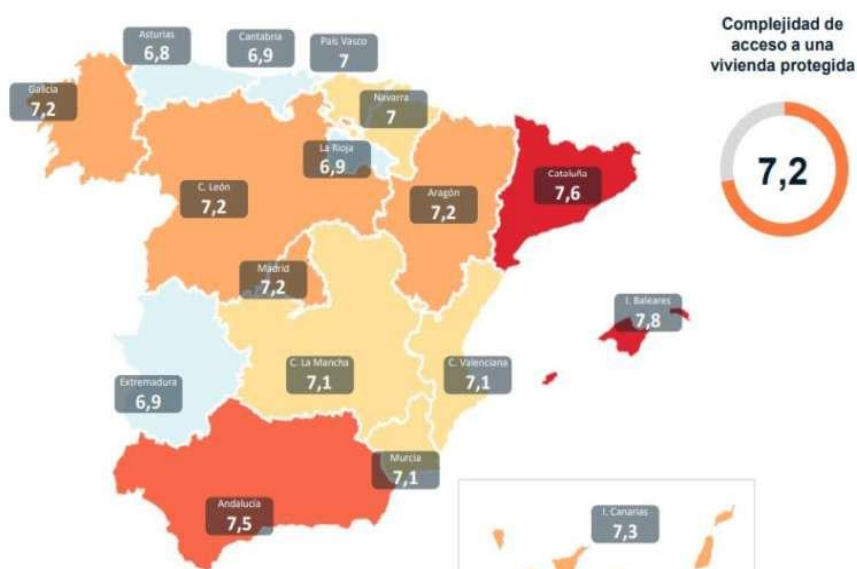 Complejidad de
acceso a una
vivienda protegida
7,2
Asturias
6,8
Cantabria
6,9
País Vasco
7
Galicia
7,2
Navarra
7
La Rioja
6,9
C. León
7,2
Aragón
7,2
Cataluña
7,6
Madrid
7,2
I. Baleares
7,8
Extremadura
6,9
C. La Mancha
7,1
C. Valenciana
7,1
Murcia
7,1
Andalucía
7,5
I. Canarias
7,3